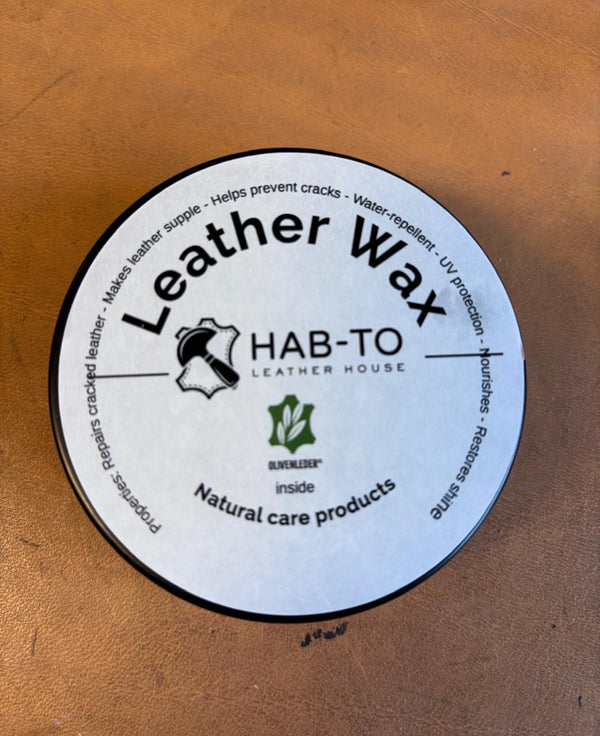 Properties: Repairs cracked leather - Makes leather supple - Helps prevent cracks - Water-repellent - UV protection - Nourishes - Restores shine
Leather Wax
HAB-TO
LEATHER HOUSE
OLIVENLEDER®
inside
Natural care products